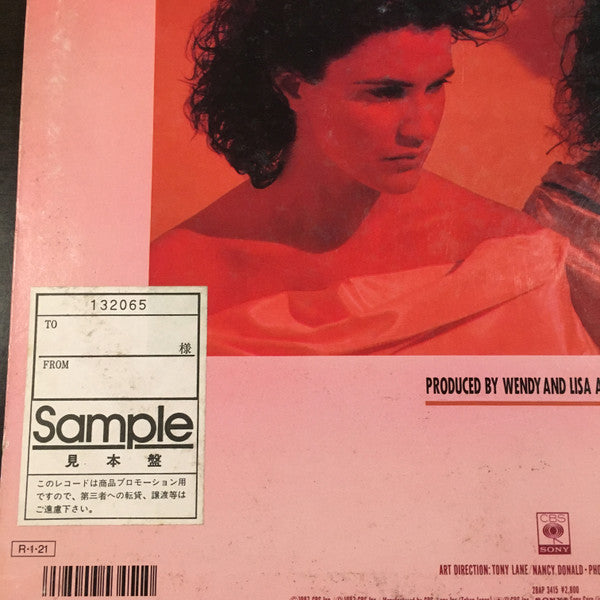 132065
TO
様
FROM
Sample
見本盤
このレコードは商品プロモーション用
ですので、第三者への転貸、譲渡等は
ご遠慮下さい。
PRODUCED BY WENDY AND LISA
CBS
SONY
R-1-21
ART DIRECTION: TONY LANE/NANCY DONALD
28AP 3415 ¥2,800